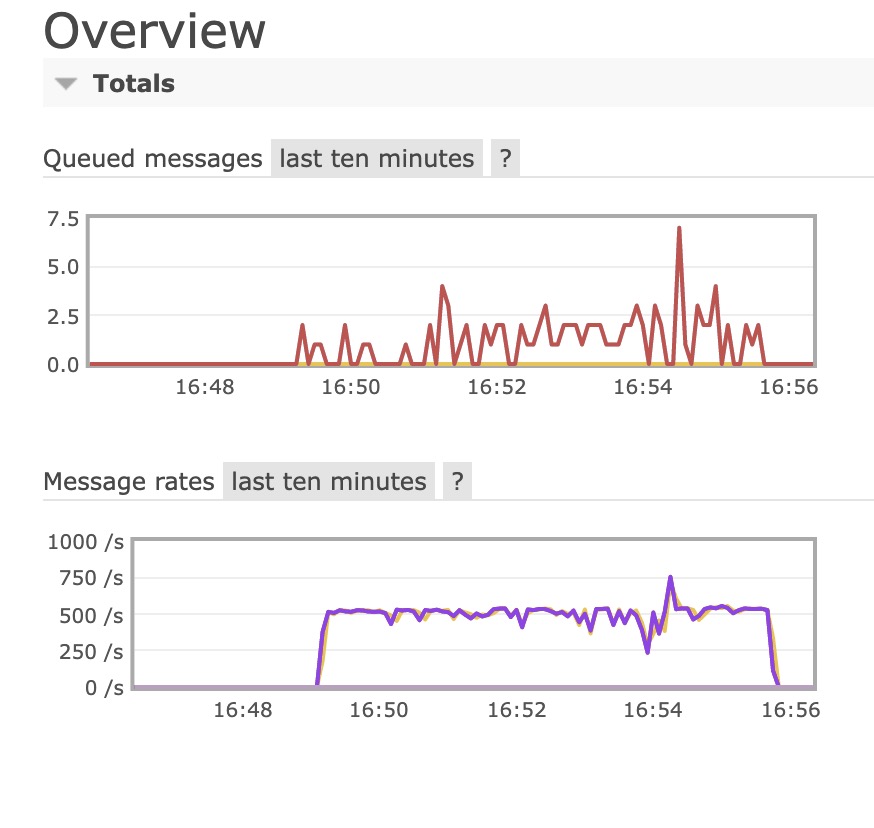 Overview
Totals
Queued messages last ten minutes ?
7.5
5.0
2.5
0.0
16:48 16:50 16:52 16:54 16:56
Message rates last ten minutes ?
1000 /s
750 /s
500 /s
250 /s
0 /s
16:48 16:50 16:52 16:54 16:56